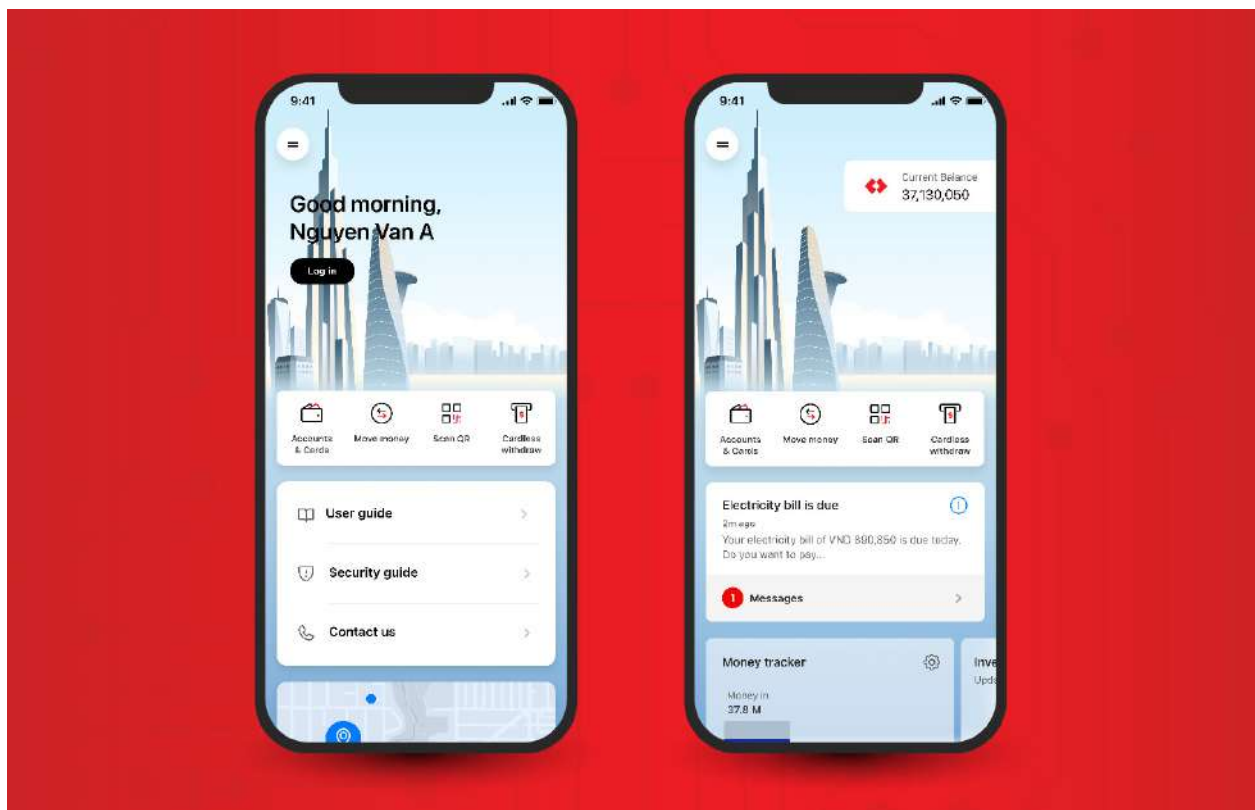 9:41
Good morning,
Nguyen Van A
Log in
Accounts
& Cards
Move money
Scan QR
Cardless
withdraw
User guide
Security guide
Contact us
9:41
Current Balance
37,130,050
Accounts
& Cards
Move money
Scan QR
Cardless
withdraw
Electricity bill is due
2m ago
Your electricity bill of VND 890,850 is due today.
Do you want to pay...
1 Messages
Money tracker
Money in
37.8 M
Inve
Upda